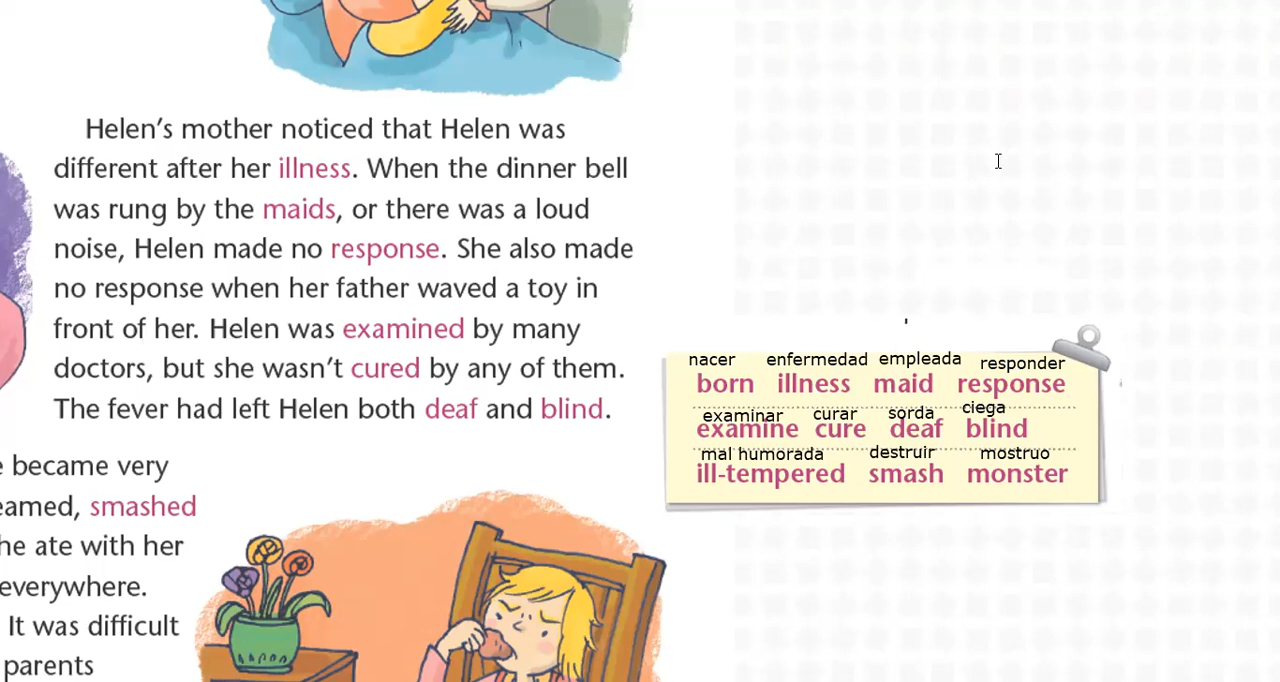 Helen's mother noticed that Helen was
different after her illness. When the dinner bell
was rung by the maids, or there was a loud
noise, Helen made no response. She also made
no response when her father waved a toy in
front of her. Helen was examined by many
doctors, but she wasn't cured by any of them.
The fever had left Helen both deaf and blind.
e became very
eamed, smashed
he ate with her
everywhere.
It was difficult
parents
nacer enfermedad empleada responder
born illness maid response
examinar curar sorda ciega
examine cure deaf blind
mal humorada destruir mostruo
ill-tempered smash monster